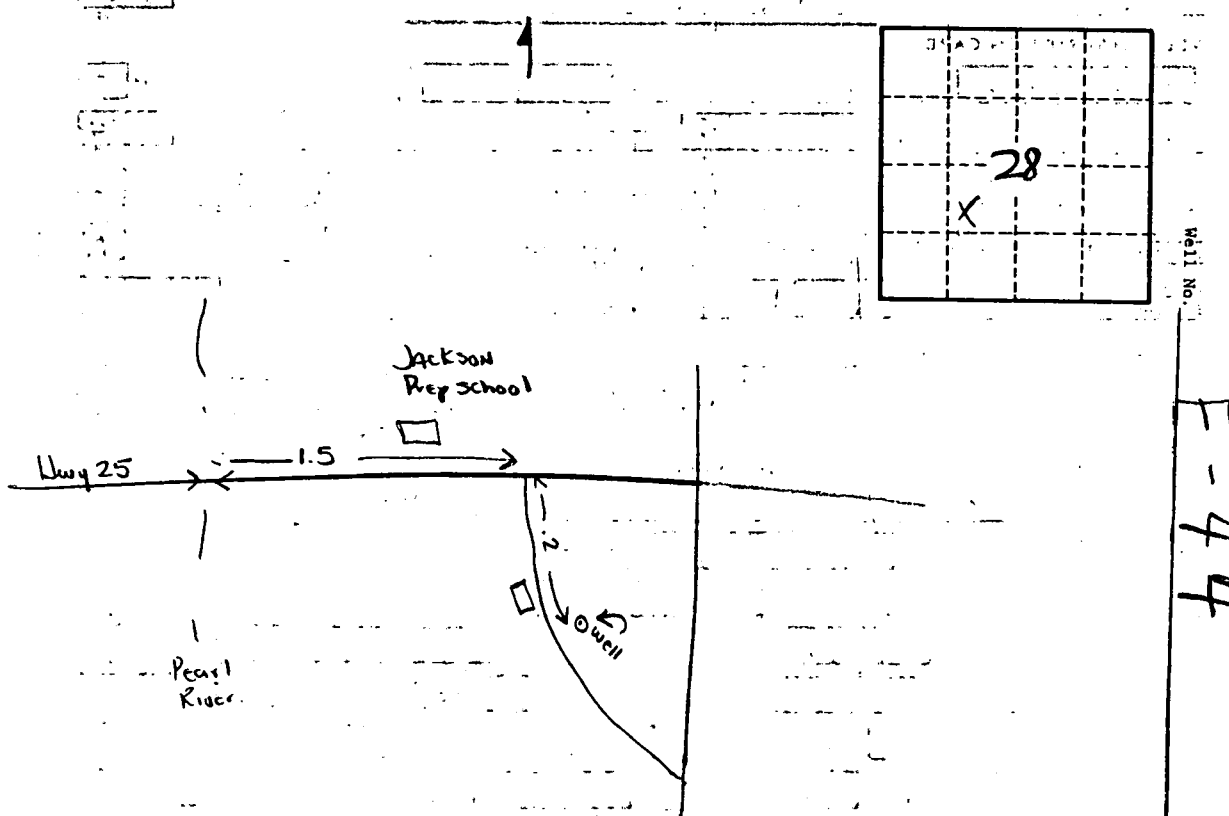 28
X
Well No.
F-44
JACKSON
Prep School
Hwy 25
1.5
.2
well
Pearl
River